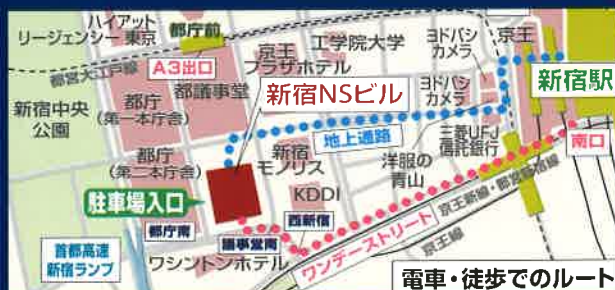 ハイアット
リージェンシー 東京
都庁前
A3出口
都営大江戸線
京王
プラザホテル
工学院大学
ヨドバシ
カメラ
京王
新宿駅
新宿中央
公園
都庁
(第一本庁舎)
都議事堂
新宿NSビル
ヨドバシ
カメラ
地上通路
三菱UFJ
信託銀行
南口
都庁
(第二本庁舎)
新宿
モノリス
洋服の
青山
KDDI
駐車場入口
都庁南
議事堂南
西新宿
ワンデーストリート
京王新線・都営新宿線
京王線
首都高速
新宿ランプ
ワシントンホテル
電車・徒歩でのルート